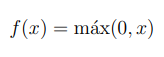 f(x) = máx(0, x)